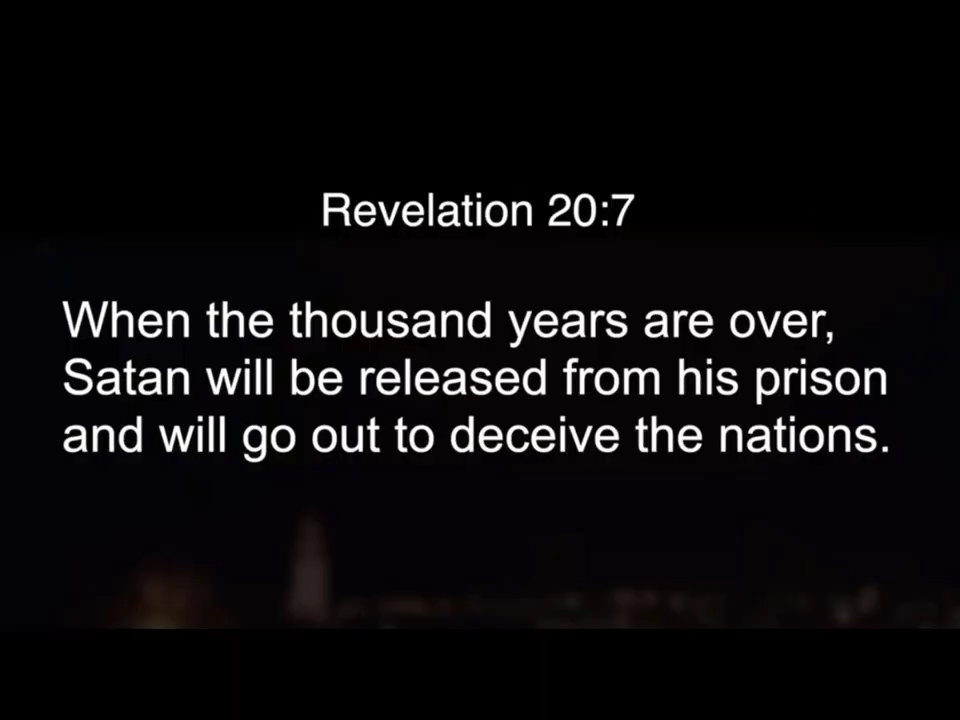 Revelation 20:7
When the thousand years are over,
Satan will be released from his prison
and will go out to deceive the nations.